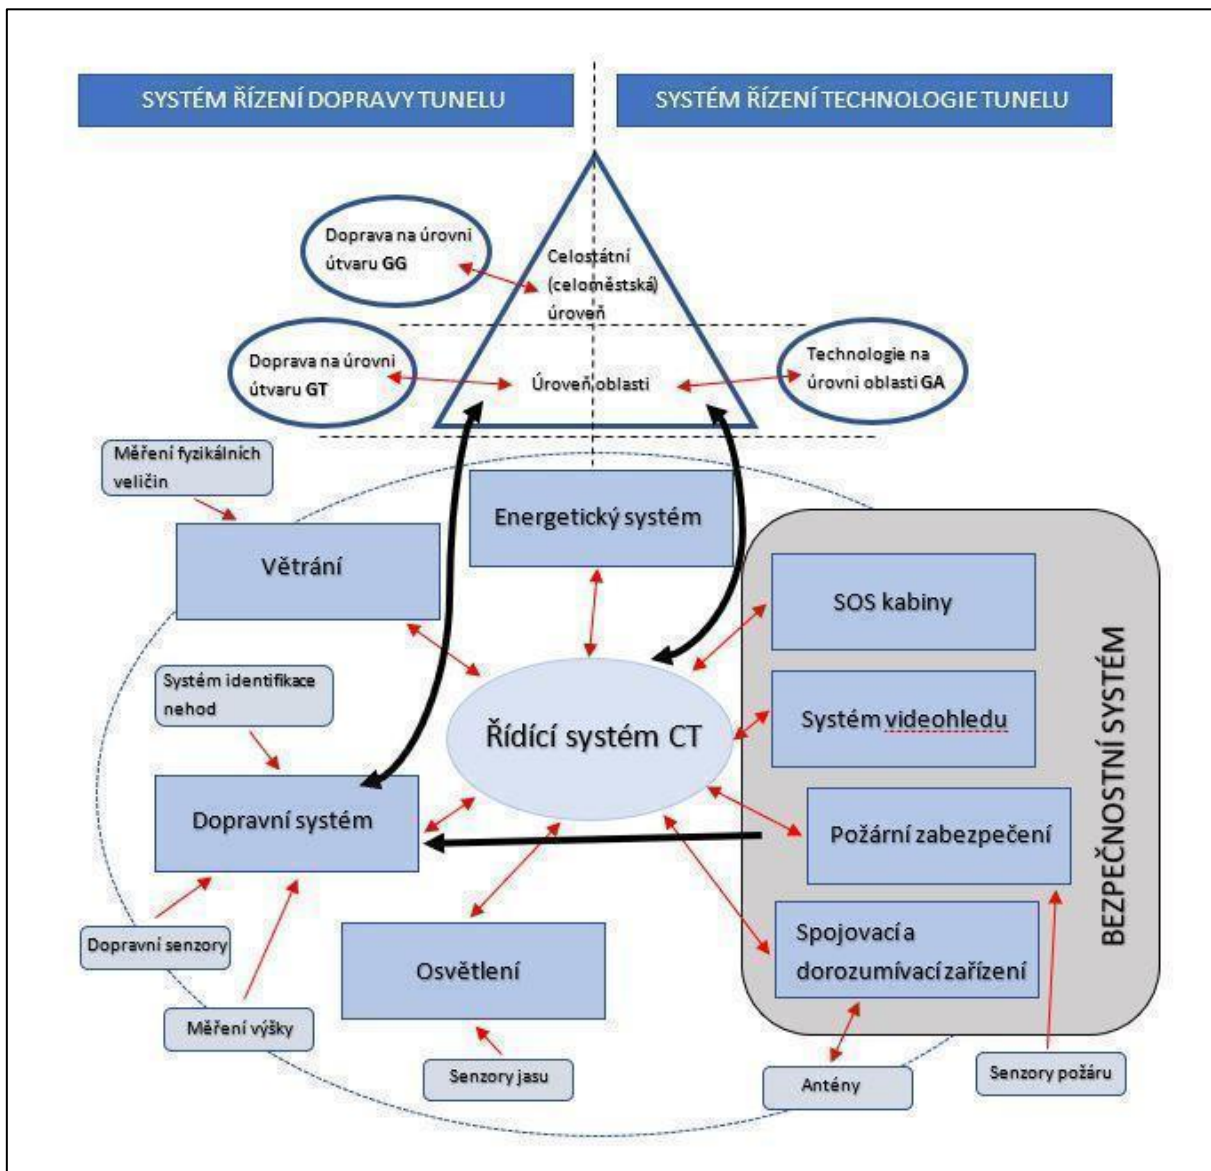 SYSTÉM ŘÍZENÍ DOPRAVY TUNELU
SYSTÉM ŘÍZENÍ TECHNOLOGIE TUNELU
Doprava na úrovni
útvaru GG
Celostátní
(celoměstská)
úroveň
Doprava na úrovni
útvaru GT
Úroveň oblasti
Technologie na
úrovni oblasti GA
Měření fyzikálních
veličin
Větrání
Energetický systém
SOS kabiny
Systém identifikace
nehod
Řídící systém CT
Systém videohledu
Dopravní systém
Požární zabezpečení
BEZPEČNOSTNÍ SYSTÉM
Dopravní senzory
Osvětlení
Spojovací a
dorozumívací zařízení
Měření výšky
Senzory jasu
Antény
Senzory požáru